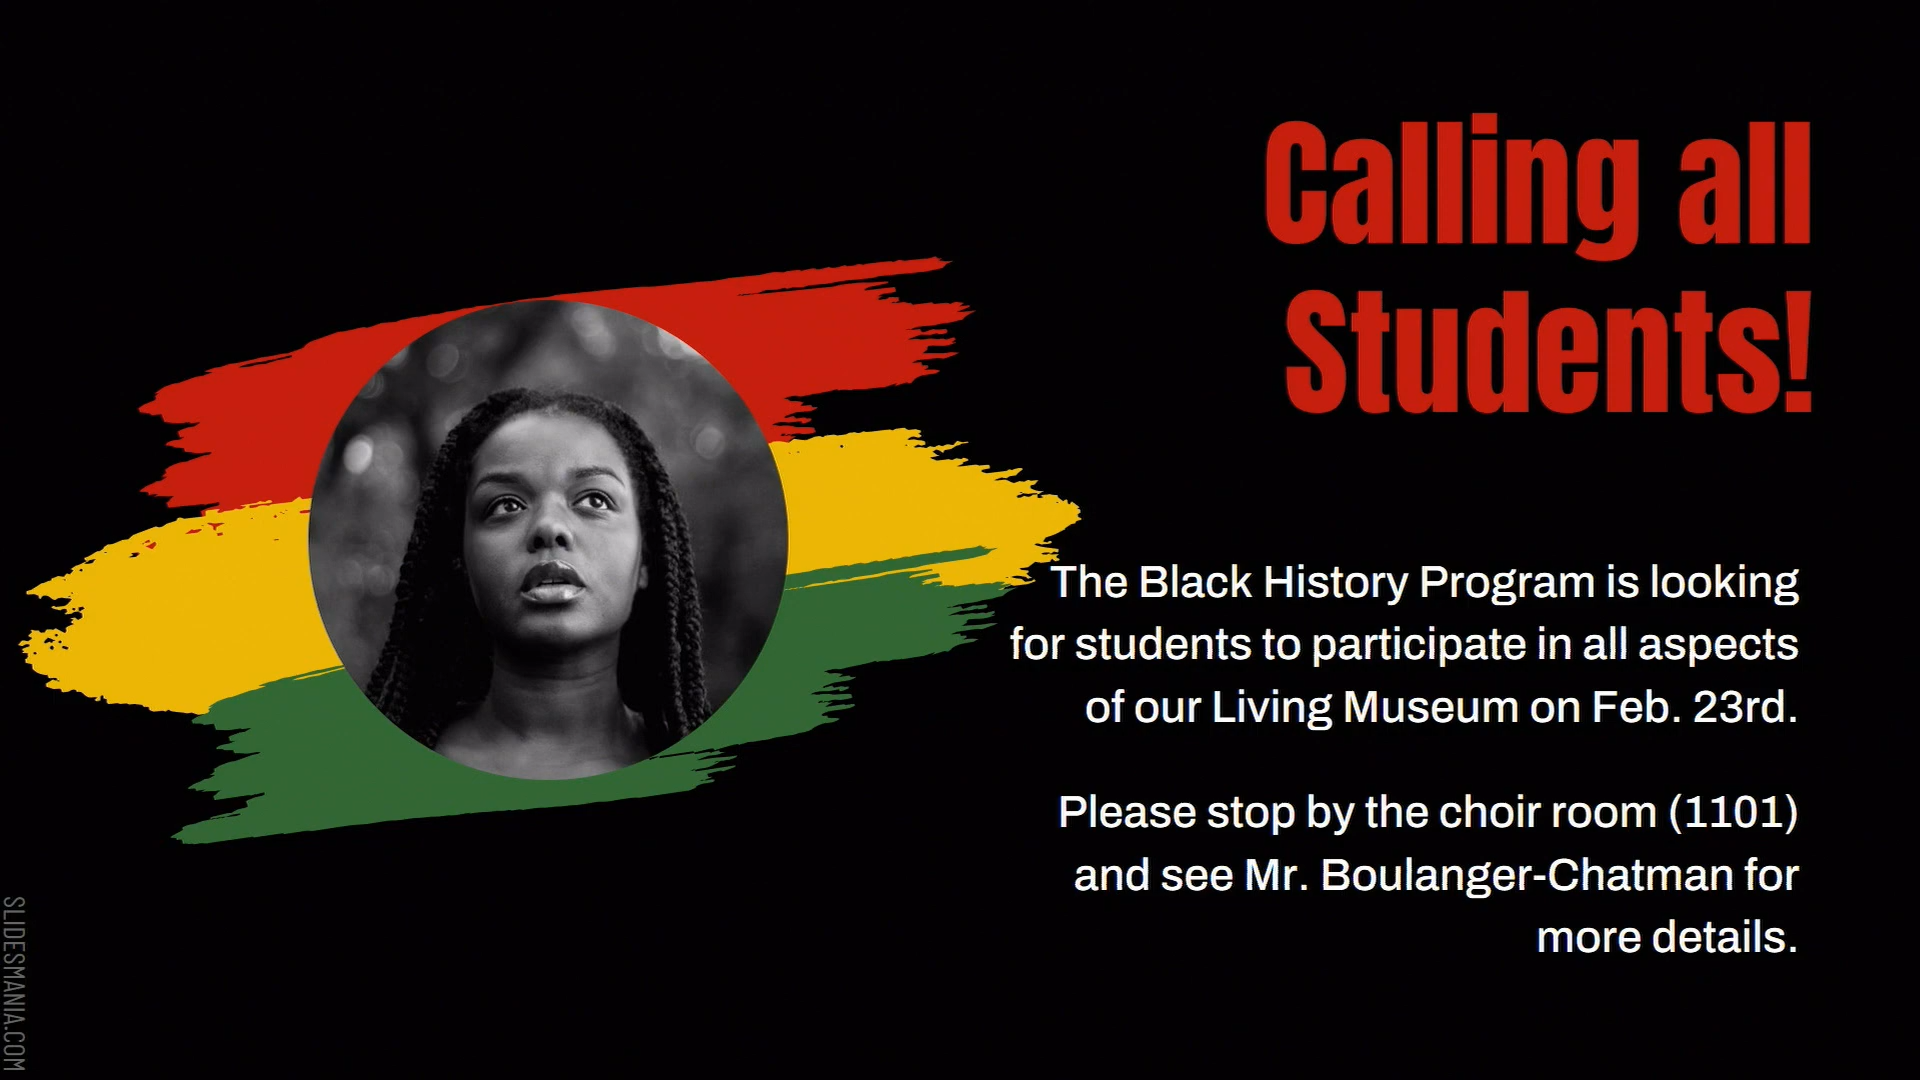 Calling all
Students!
The Black History Program is looking
for students to participate in all aspects
of our Living Museum on Feb. 23rd.
Please stop by the choir room (1101)
and see Mr. Boulanger-Chatman for
more details.
SLIDESMANIA.COM